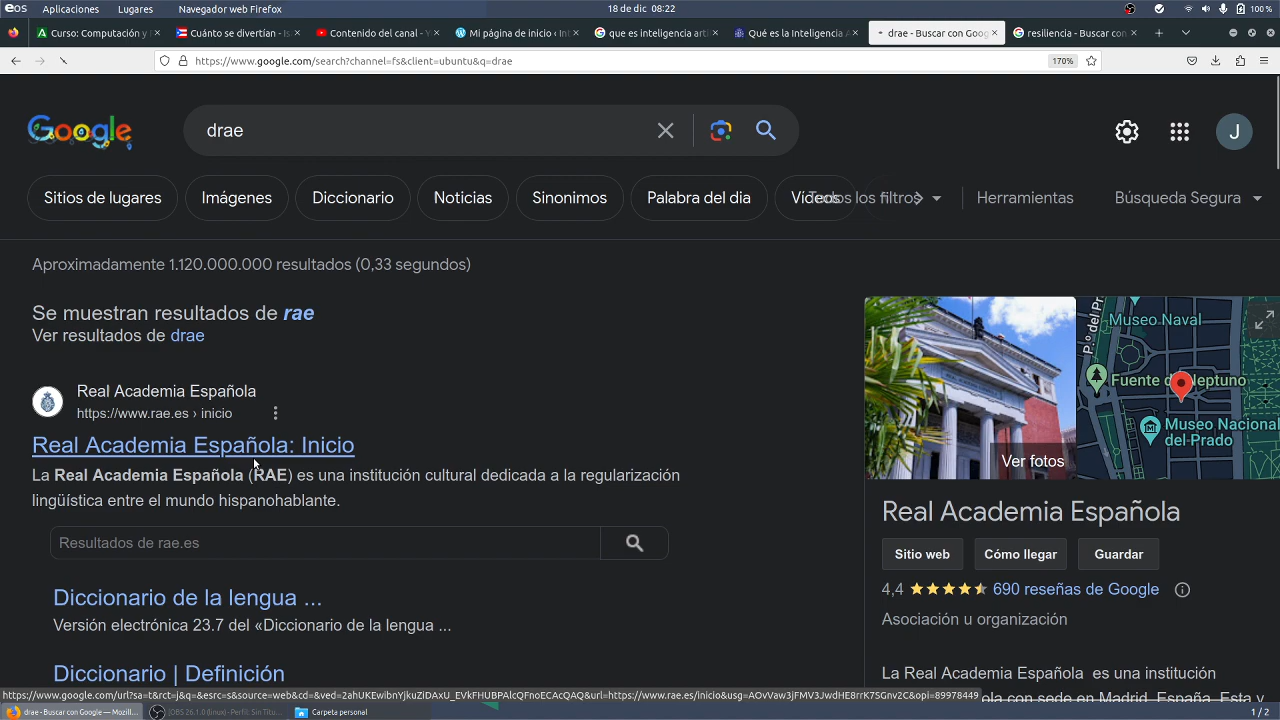 eos Aplicaciones Lugares Navegador web Firefox 18 de dic 08:22 100 %
Curso: Computación y F Cuánto se divertían - Is Contenido del canal - Y Mi página de inicio ‹ In que es inteligencia arti Qué es la Inteligencia A drae - Buscar con Goog resiliencia - Buscar con
https://www.google.com/search?channel=fs&client=ubuntu&q=drae 170%
Google drae J
Sitios de lugares Imágenes Diccionario Noticias Sinonimos Palabra del dia Vídeos Todos los filtros Herramientas Búsqueda Segura
Aproximadamente 1.120.000.000 resultados (0,33 segundos)
Se muestran resultados de rae
Ver resultados de drae
Real Academia Española
https://www.rae.es › inicio
Real Academia Española: Inicio
La Real Academia Española (RAE) es una institución cultural dedicada a la regularización
lingüística entre el mundo hispanohablante.
Resultados de rae.es
Diccionario de la lengua ...
Versión electrónica 23.7 del «Diccionario de la lengua ...
Diccionario | Definición
P.º del Pr
Museo Naval
Fuente de Neptuno
Museo Nacional
del Prado
Ver fotos
Real Academia Española
Sitio web Cómo llegar Guardar
4,4 690 reseñas de Google
Asociación u organización
La Real Academia Española es una institución
ola con sede en Madrid, España. Esta y
https://www.google.com/url?sa=t&rct=j&q=&esrc=s&source=web&cd=&ved=2ahUKEwibnYjkuZiDAxU_EVkFHUBPAlcQFnoECAcQAQ&url=https://www.rae.es/inicio&usg=AOvVaw3jFMV3JwdHE8rrK7SGnv2C&opi=89978449
drae - Buscar con Google — Mozill... [OBS 26.1.0 (linux) - Perfil: Sin Títu... Carpeta personal 1 / 2